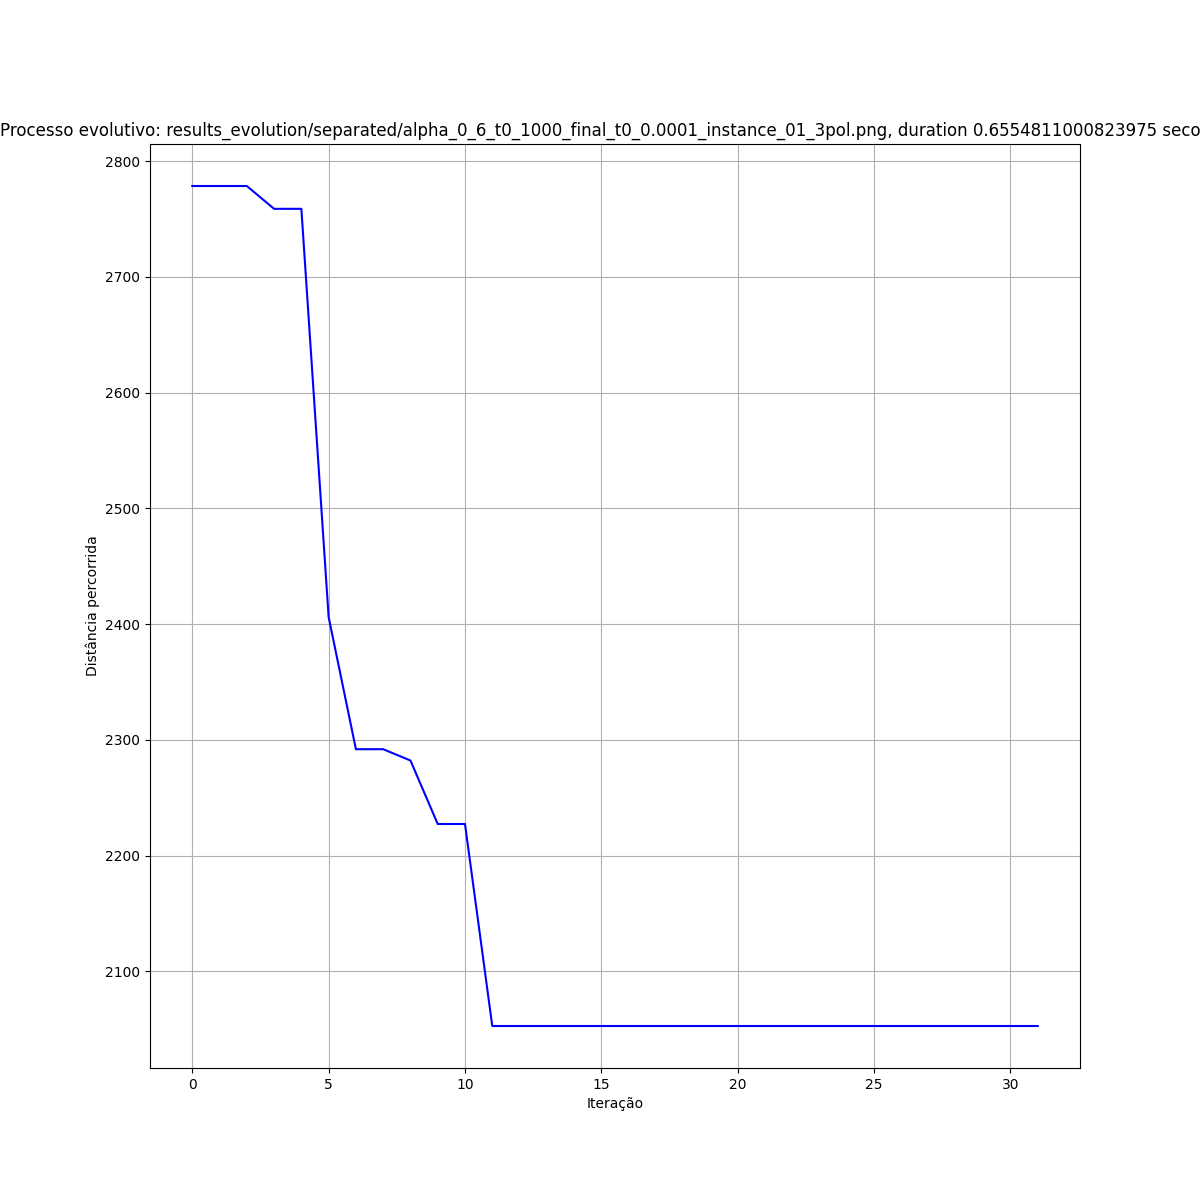 Processo evolutivo: results_evolution/separated/alpha_0_6_t0_1000_final_t0_0.0001_instance_01_3pol.png, duration 0.6554811000823975 seco
2800
2700
2600
2500
2400
2300
2200
2100
Distância percorrida
0 5 10 15 20 25 30
Iteração